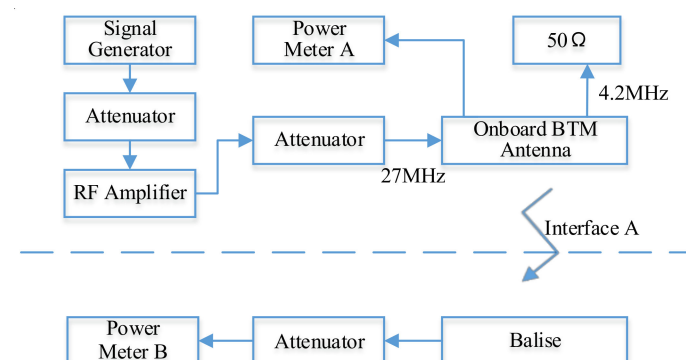 Signal
Generator
Power
Meter A
50Ω
4.2MHz
Attenuator
Attenuator
Onboard BTM
Antenna
27MHz
RF Amplifier
Interface A
Power
Meter B
Attenuator
Balise